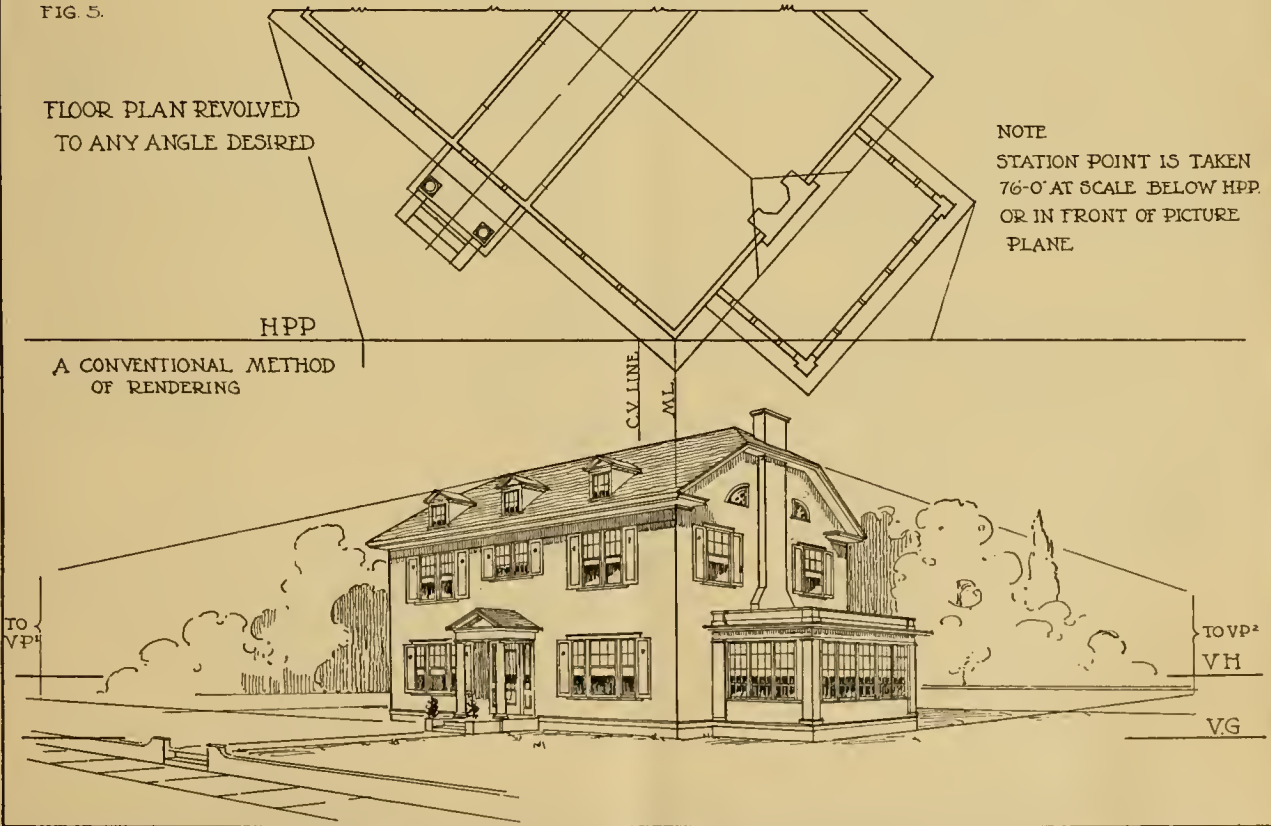 FIG. 5.
FLOOR PLAN REVOLVED
TO ANY ANGLE DESIRED
NOTE
STATION POINT IS TAKEN
76-0" AT SCALE BELOW HPP.
OR IN FRONT OF PICTURE
PLANE
HPP
A CONVENTIONAL METHOD
OF RENDERING
C.V. LINE
M.L.
TO
VP¹
TO VP²
VH
V.G